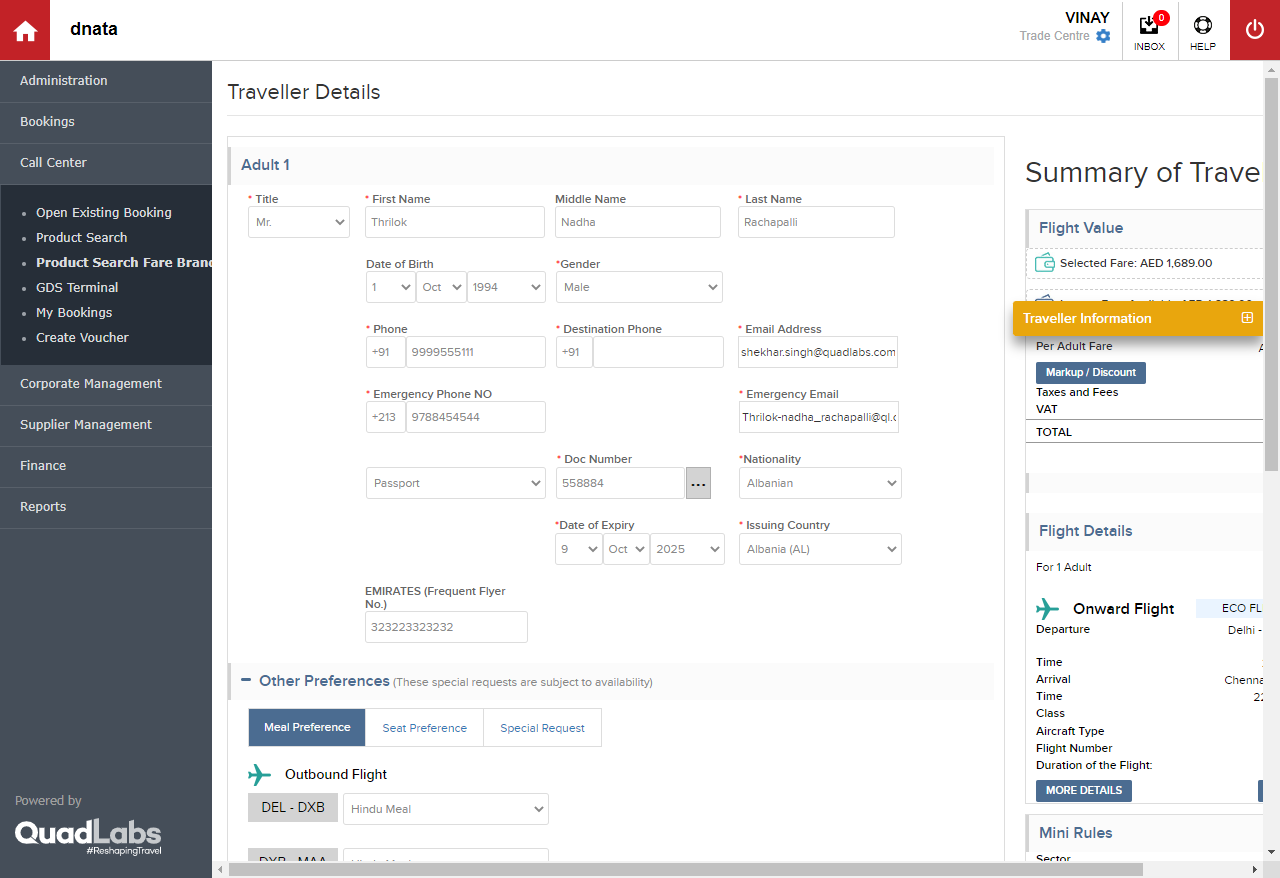 dnata
VINAY
Trade Centre
0
INBOX
HELP
Administration
Bookings
Call Center
Open Existing Booking
Product Search
Product Search Fare Bran
GDS Terminal
My Bookings
Create Voucher
Corporate Management
Supplier Management
Finance
Reports
Powered by
QuadLabs
#ReshapingTravel
Traveller Details
Adult 1
* Title
* First Name
Middle Name
* Last Name
Mr.
Thrilok
Nadha
Rachapalli
Date of Birth
*Gender
1
Oct
1994
Male
* Phone
* Destination Phone
* Email Address
+91
9999555111
+91
shekhar.singh@quadlabs.com
* Emergency Phone NO
* Emergency Email
+213
9788454544
Thrilok-nadha_rachapalli@ql.c
* Doc Number
*Nationality
Passport
558884
...
Albanian
*Date of Expiry
* Issuing Country
9
Oct
2025
Albania (AL)
EMIRATES (Frequent Flyer
No.)
323223323232
Other Preferences (These special requests are subject to availability)
Meal Preference
Seat Preference
Special Request
Outbound Flight
DEL - DXB
Hindu Meal
DXB - MAA
Summary of Trave
Flight Value
Selected Fare: AED 1,689.00
Traveller Information
Per Adult Fare
Markup / Discount
Taxes and Fees
VAT
TOTAL
Flight Details
For 1 Adult
Onward Flight
ECO FL
Departure
Delhi -
Time
Arrival
Chenna
Time
22
Class
Aircraft Type
Flight Number
Duration of the Flight:
MORE DETAILS
Mini Rules
Sector